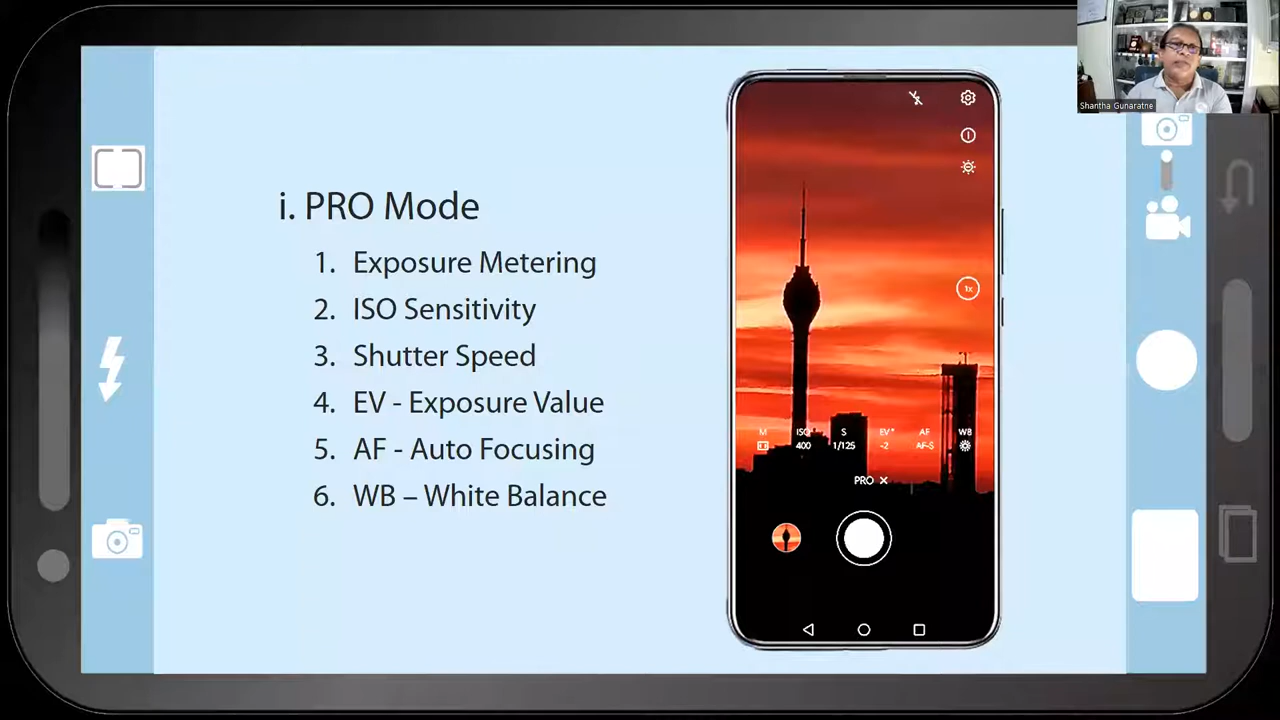 Shantha Gunaratne
i. PRO Mode
1. Exposure Metering
2. ISO Sensitivity
3. Shutter Speed
4. EV - Exposure Value
5. AF - Auto Focusing
6. WB – White Balance
1x
M ISO S EV* AF WB
400 1/125 -2 AF-S
PRO ×